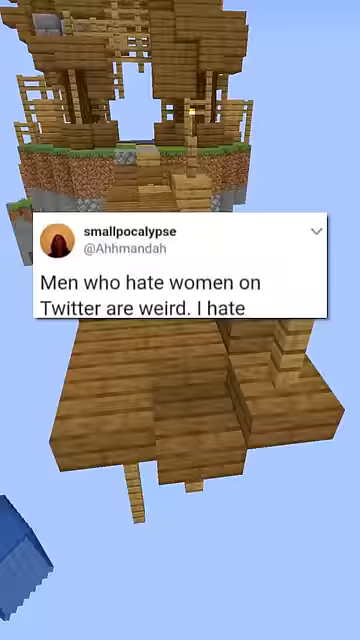 smallpocalypse
@Ahhmandah
Men who hate women on
Twitter are weird. I hate